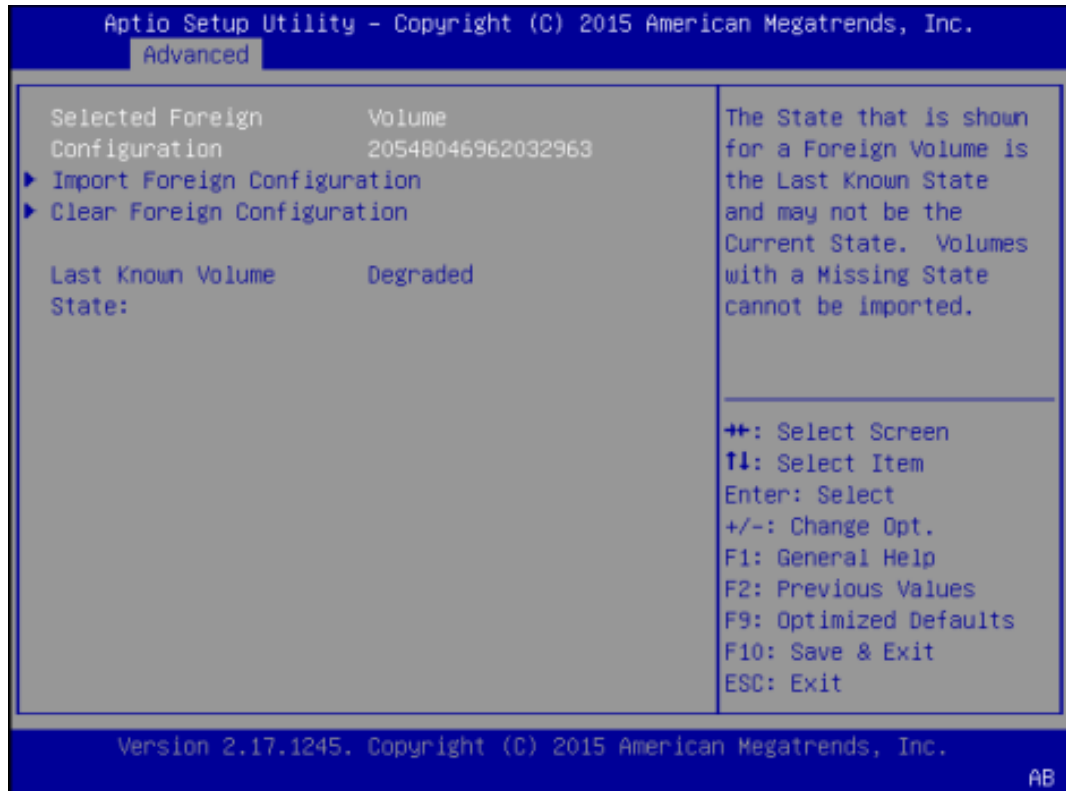 Aptio Setup Utility – Copyright (C) 2015 American Megatrends, Inc.
Advanced
Selected Foreign Volume
Configuration 20548046962032963
Import Foreign Configuration
Clear Foreign Configuration
Last Known Volume Degraded
State:
The State that is shown
for a Foreign Volume is
the Last Known State
and may not be the
Current State. Volumes
with a Missing State
cannot be imported.
→←: Select Screen
↑↓: Select Item
Enter: Select
+/-: Change Opt.
F1: General Help
F2: Previous Values
F9: Optimized Defaults
F10: Save & Exit
ESC: Exit
Version 2.17.1245. Copyright (C) 2015 American Megatrends, Inc.
AB